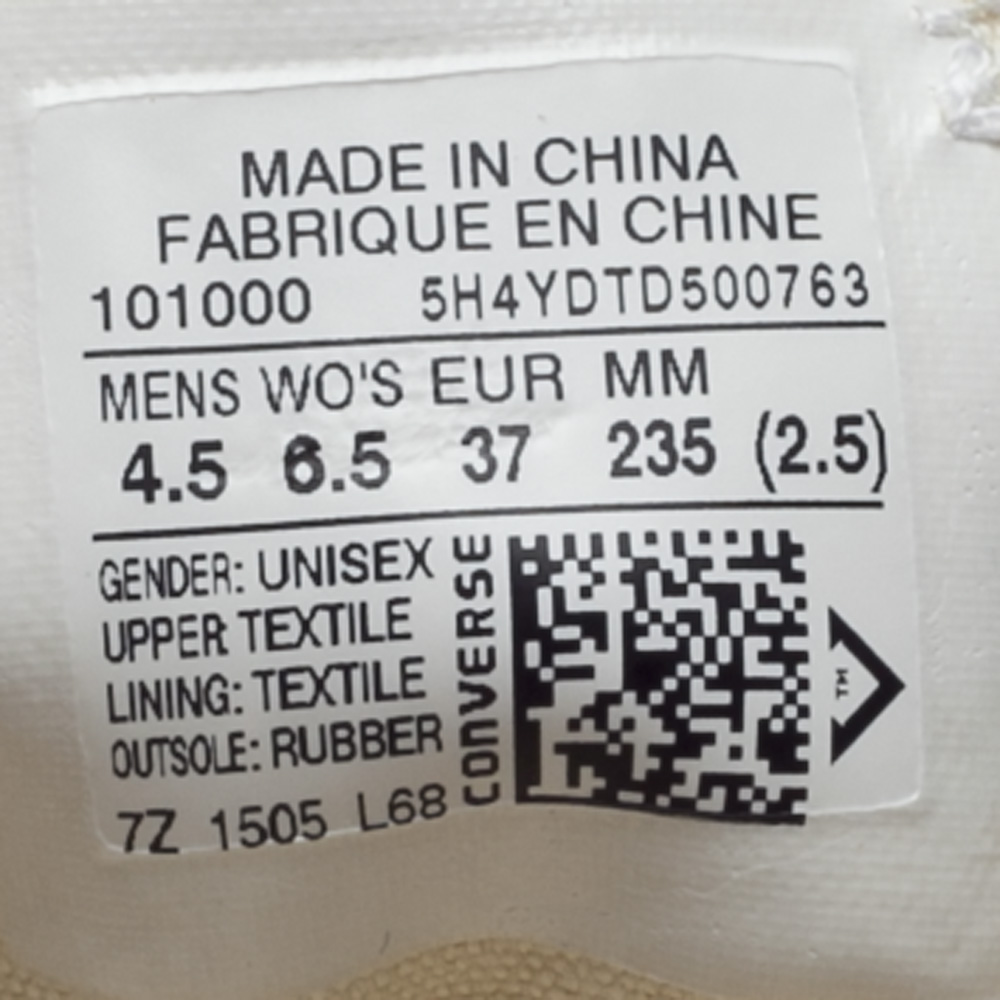 MADE IN CHINA
FABRIQUE EN CHINE
101000 5H4YDTD500763
MENS WO'S EUR MM
4.5 6.5 37 235 (2.5)
GENDER: UNISEX
UPPER TEXTILE
LINING: TEXTILE
OUTSOLE: RUBBER
7Z 1505 L68
CONVERSE
TM